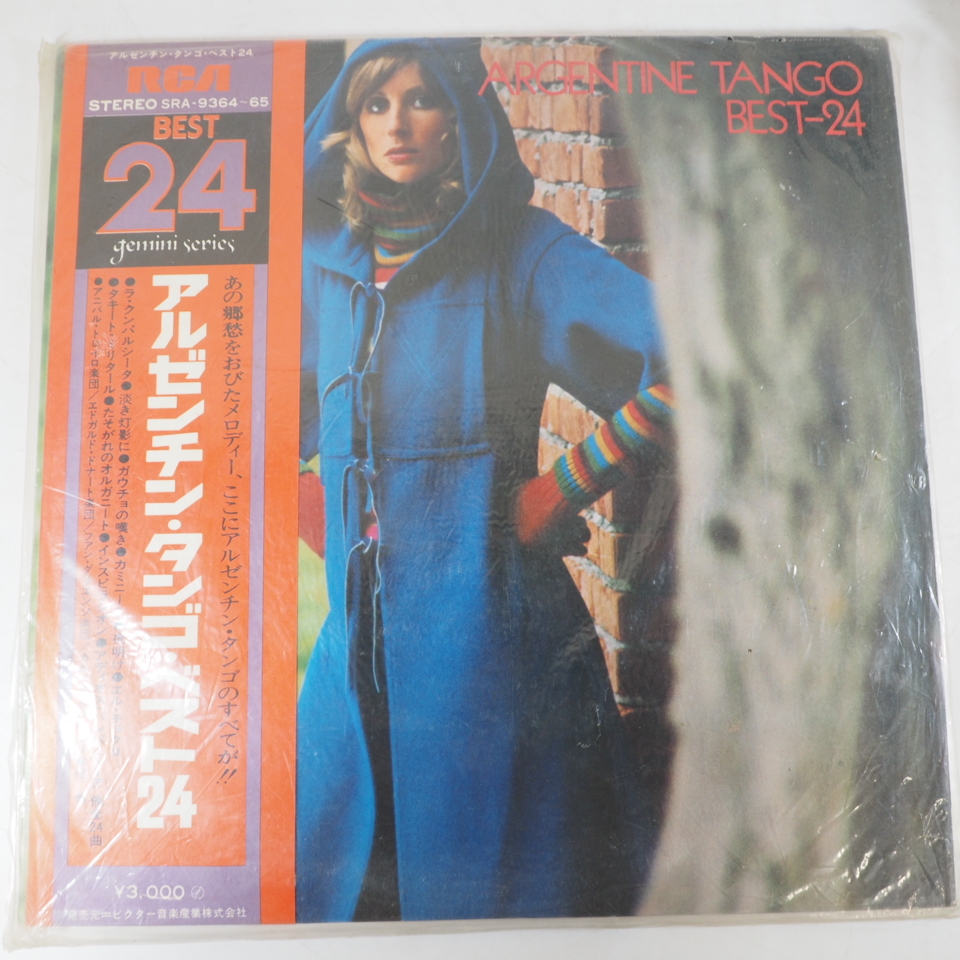 アルゼンチン・タンゴ・ベスト24
RCA
STEREO SRA-9364~65
BEST
24
gemini series
ARGENTINE TANGO
BEST-24
あの郷愁をおびたメロディー、ここにアルゼンチン・タンゴのすべてが!!
アルゼンチン・タンゴ・ベスト24
●ラ・クンパルシータ●淡き灯影に●ガウチョの嘆き●カミニート
●タキート・ミリタール●たそがれのオルガニート●インスピラシオン
●アニバル・トロイロ楽団/エドガルド・ドナート楽団/ファン・
24曲
¥3,000
発売元=ビクター音楽産業株式会社